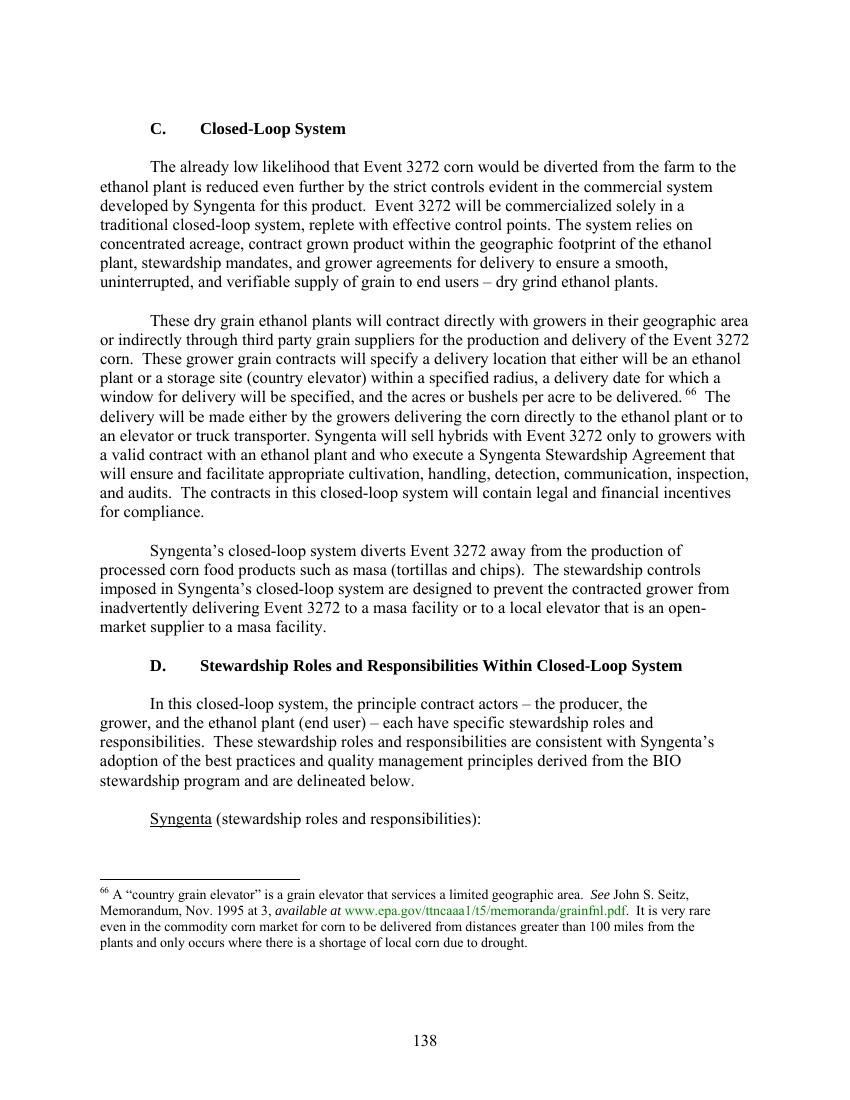 C. Closed-Loop System
The already low likelihood that Event 3272 corn would be diverted from the farm to the
ethanol plant is reduced even further by the strict controls evident in the commercial system
developed by Syngenta for this product.  Event 3272 will be commercialized solely in a
traditional closed-loop system, replete with effective control points. The system relies on
concentrated acreage, contract grown product within the geographic footprint of the ethanol
plant, stewardship mandates, and grower agreements for delivery to ensure a smooth,
uninterrupted, and verifiable supply of grain to end users – dry grind ethanol plants.
These dry grain ethanol plants will contract directly with growers in their geographic area
or indirectly through third party grain suppliers for the production and delivery of the Event 3272
corn.  These grower grain contracts will specify a delivery location that either will be an ethanol
plant or a storage site (country elevator) within a specified radius, a delivery date for which a
window for delivery will be specified, and the acres or bushels per acre to be delivered. 66  The
delivery will be made either by the growers delivering the corn directly to the ethanol plant or to
an elevator or truck transporter. Syngenta will sell hybrids with Event 3272 only to growers with
a valid contract with an ethanol plant and who execute a Syngenta Stewardship Agreement that
will ensure and facilitate appropriate cultivation, handling, detection, communication, inspection,
and audits.  The contracts in this closed-loop system will contain legal and financial incentives
for compliance.
Syngenta's closed-loop system diverts Event 3272 away from the production of
processed corn food products such as masa (tortillas and chips).  The stewardship controls
imposed in Syngenta's closed-loop system are designed to prevent the contracted grower from
inadvertently delivering Event 3272 to a masa facility or to a local elevator that is an open-
market supplier to a masa facility.
D. Stewardship Roles and Responsibilities Within Closed-Loop System
In this closed-loop system, the principle contract actors – the producer, the
grower, and the ethanol plant (end user) – each have specific stewardship roles and
responsibilities.  These stewardship roles and responsibilities are consistent with Syngenta's
adoption of the best practices and quality management principles derived from the BIO
stewardship program and are delineated below.
Syngenta (stewardship roles and responsibilities):
66 A "country grain elevator" is a grain elevator that services a limited geographic area.  See John S. Seitz,
Memorandum, Nov. 1995 at 3, available at www.epa.gov/ttncaaa1/t5/memoranda/grainfnl.pdf.  It is very rare
even in the commodity corn market for corn to be delivered from distances greater than 100 miles from the
plants and only occurs where there is a shortage of local corn due to drought.
138